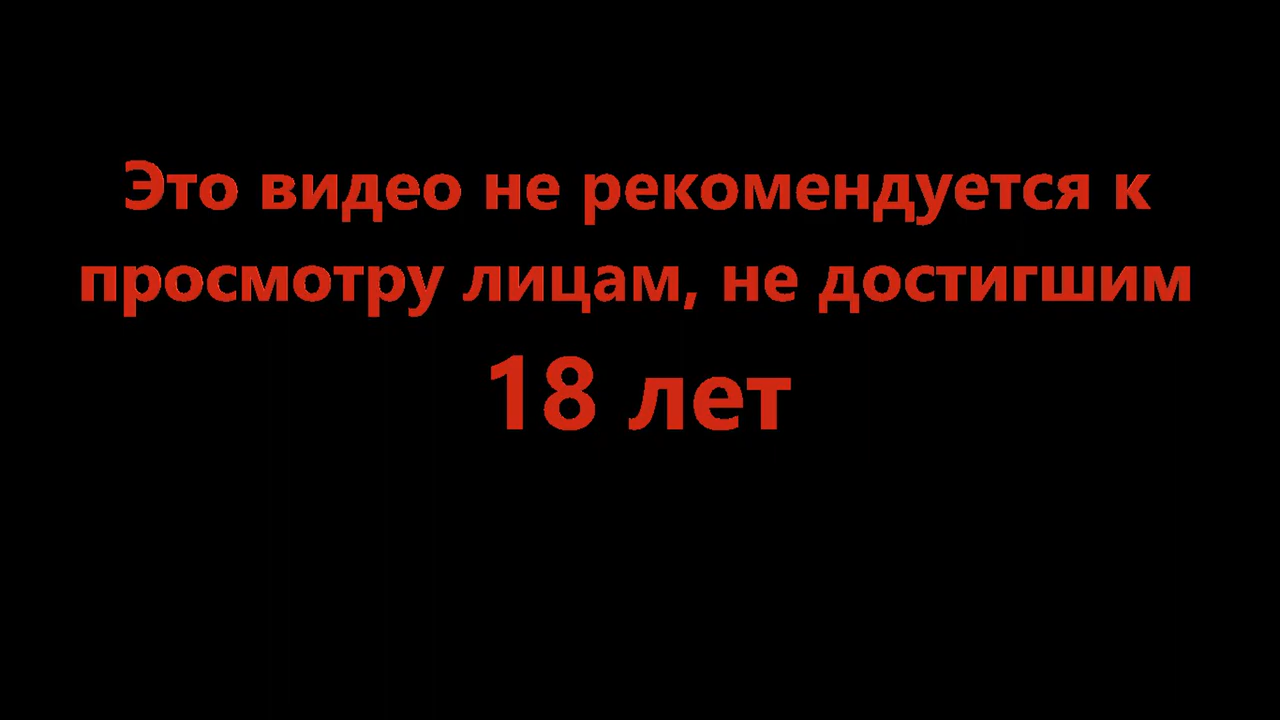 Это видео не рекомендуется к
просмотру лицам, не достигшим
18 лет